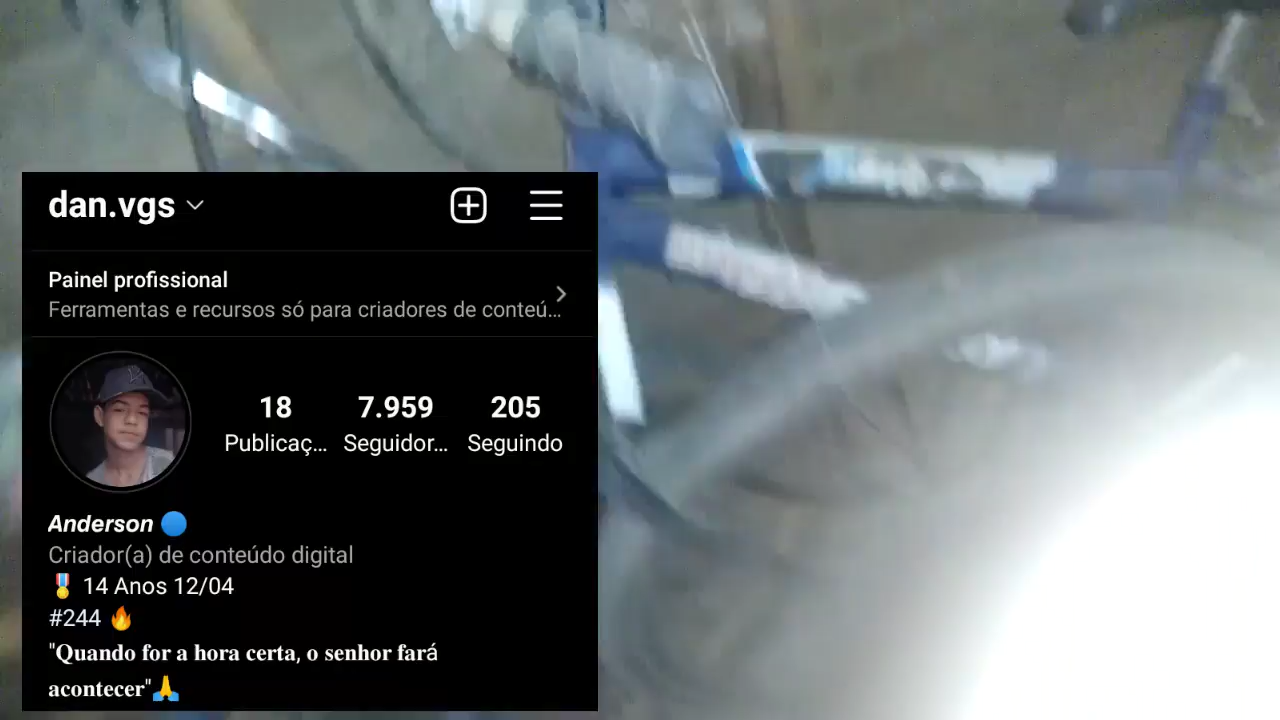 dan.vgs
Painel profissional
Ferramentas e recursos só para criadores de conteú...
18 7.959 205
Publicaç... Seguidor... Seguindo
Anderson 🔵
Criador(a) de conteúdo digital
🎖️ 14 Anos 12/04
#244 🔥
"𝐐𝐮𝐚𝐧𝐝𝐨 𝐟𝐨𝐫 𝐚 𝐡𝐨𝐫𝐚 𝐜𝐞𝐫𝐭𝐚, 𝐨 𝐬𝐞𝐧𝐡𝐨𝐫 𝐟𝐚𝐫á
𝐚𝐜𝐨𝐧𝐭𝐞𝐜𝐞𝐫"🙏